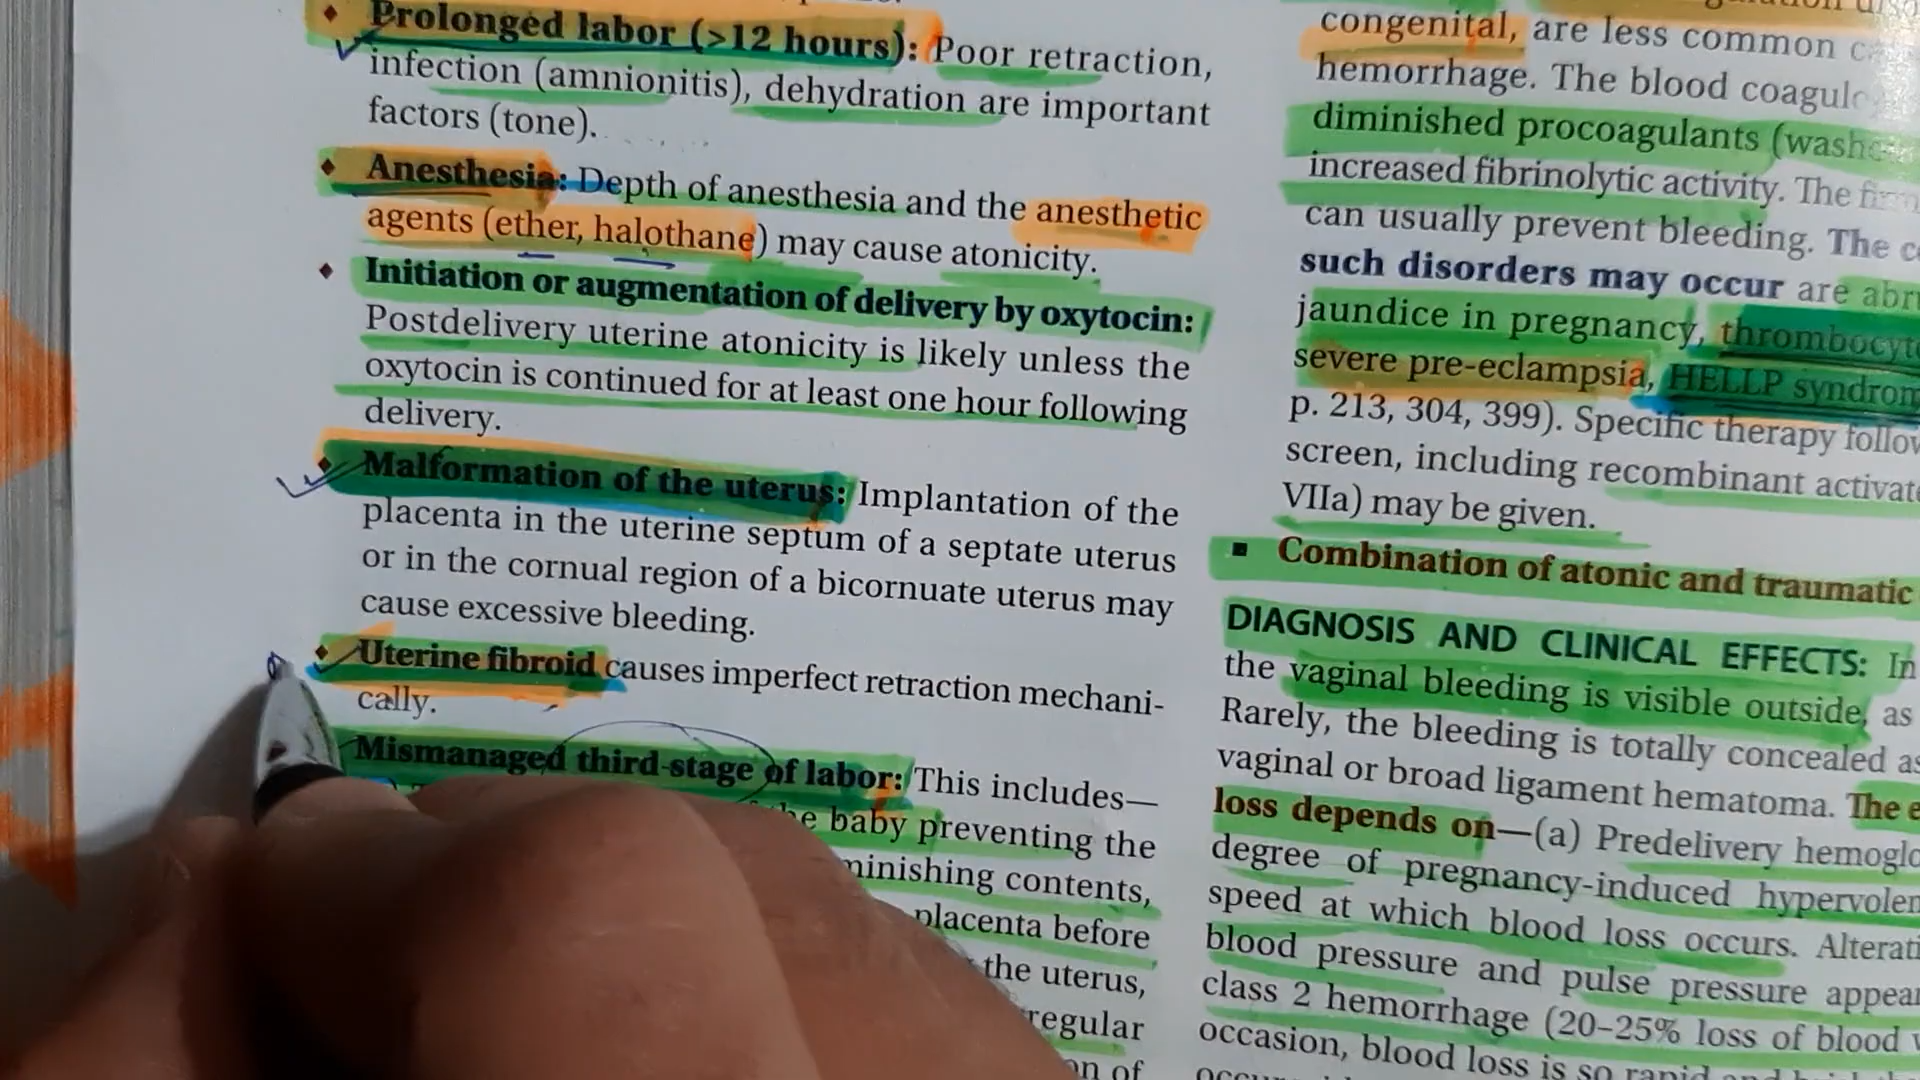 Prolonged labor (>12 hours): Poor retraction,
infection (amnionitis), dehydration are important
factors (tone).
Anesthesia: Depth of anesthesia and the anesthetic
agents (ether, halothane) may cause atonicity.
Initiation or augmentation of delivery by oxytocin:
Postdelivery uterine atonicity is likely unless the
oxytocin is continued for at least one hour following
delivery.
Malformation of the uterus: Implantation of the
placenta in the uterine septum of a septate uterus
or in the cornual region of a bicornuate uterus may
cause excessive bleeding.
Uterine fibroid causes imperfect retraction mechani-
cally.
Mismanaged third-stage of labor: This includes—
baby preventing the
contents,
placenta before
the uterus,
of
congenital, are less common
hemorrhage. The blood
diminished procoagulants
increased fibrinolytic activity. The
can usually prevent bleeding. The
such disorders may occur are
jaundice in pregnancy,
severe pre-eclampsia, HELLP
p. 213, 304, 399). Specific therapy
screen, including recombinant
VIIa) may be given.
■ Combination of atonic and traumatic
DIAGNOSIS AND CLINICAL EFFECTS: In
the vaginal bleeding is visible outside, as
Rarely, the bleeding is totally concealed
vaginal or broad ligament hematoma. The
loss depends on—(a) Predelivery
degree of pregnancy-induced
speed at which blood loss occurs.
blood pressure and pulse pressure
class 2 hemorrhage (20–25% loss of blood
occasion, blood loss is so rapid and